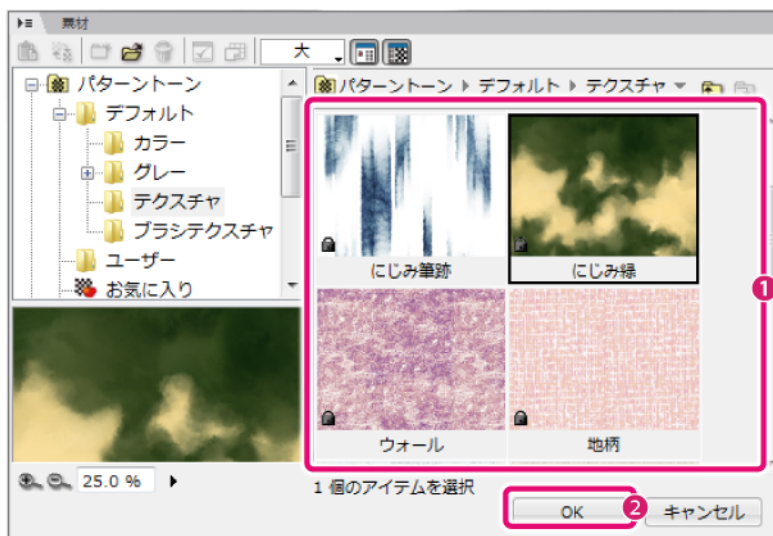 素材
大
パターントーン
デフォルト
カラー
グレー
テクスチャ
ブラシテクスチャ
ユーザー
お気に入り
25.0 %
パターントーン デフォルト テクスチャ
にじみ筆跡 にじみ緑
ウォール 地柄
1
1 個のアイテムを選択
OK 2 キャンセル